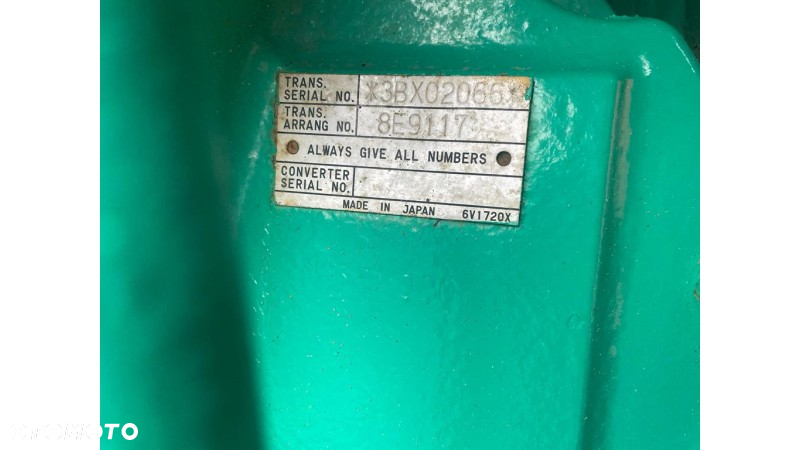 TRANS. SERIAL NO. *3BX02066*
TRANS. ARRANG NO. 8E9117
ALWAYS GIVE ALL NUMBERS
CONVERTER SERIAL NO.
MADE IN JAPAN 6V1720X
OTOMOTO